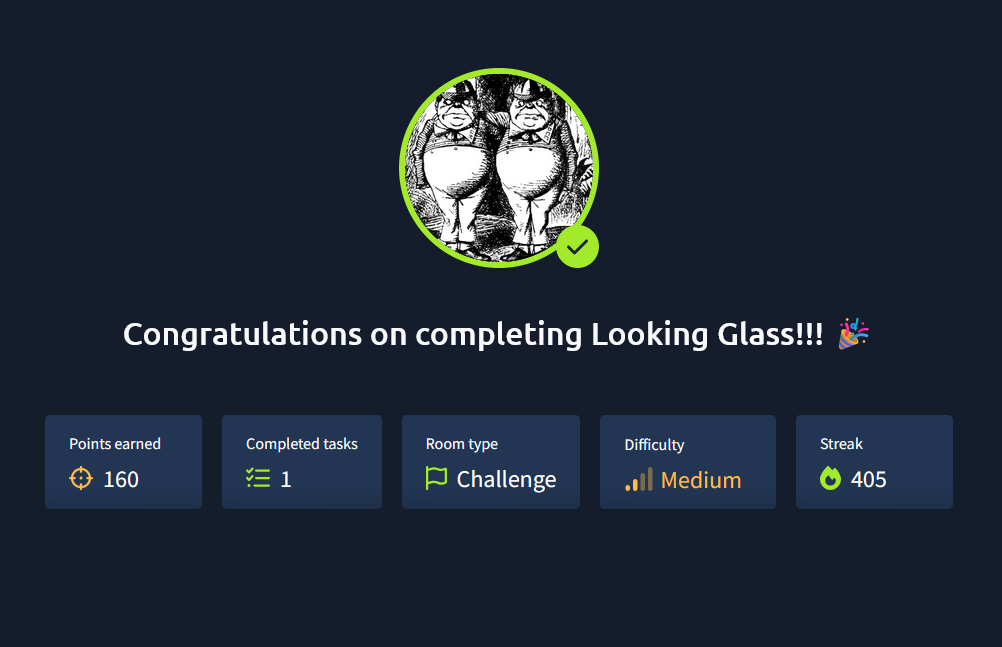 Congratulations on completing Looking Glass!!! 🎉
Points earned
160
Completed tasks
1
Room type
Challenge
Difficulty
Medium
Streak
405